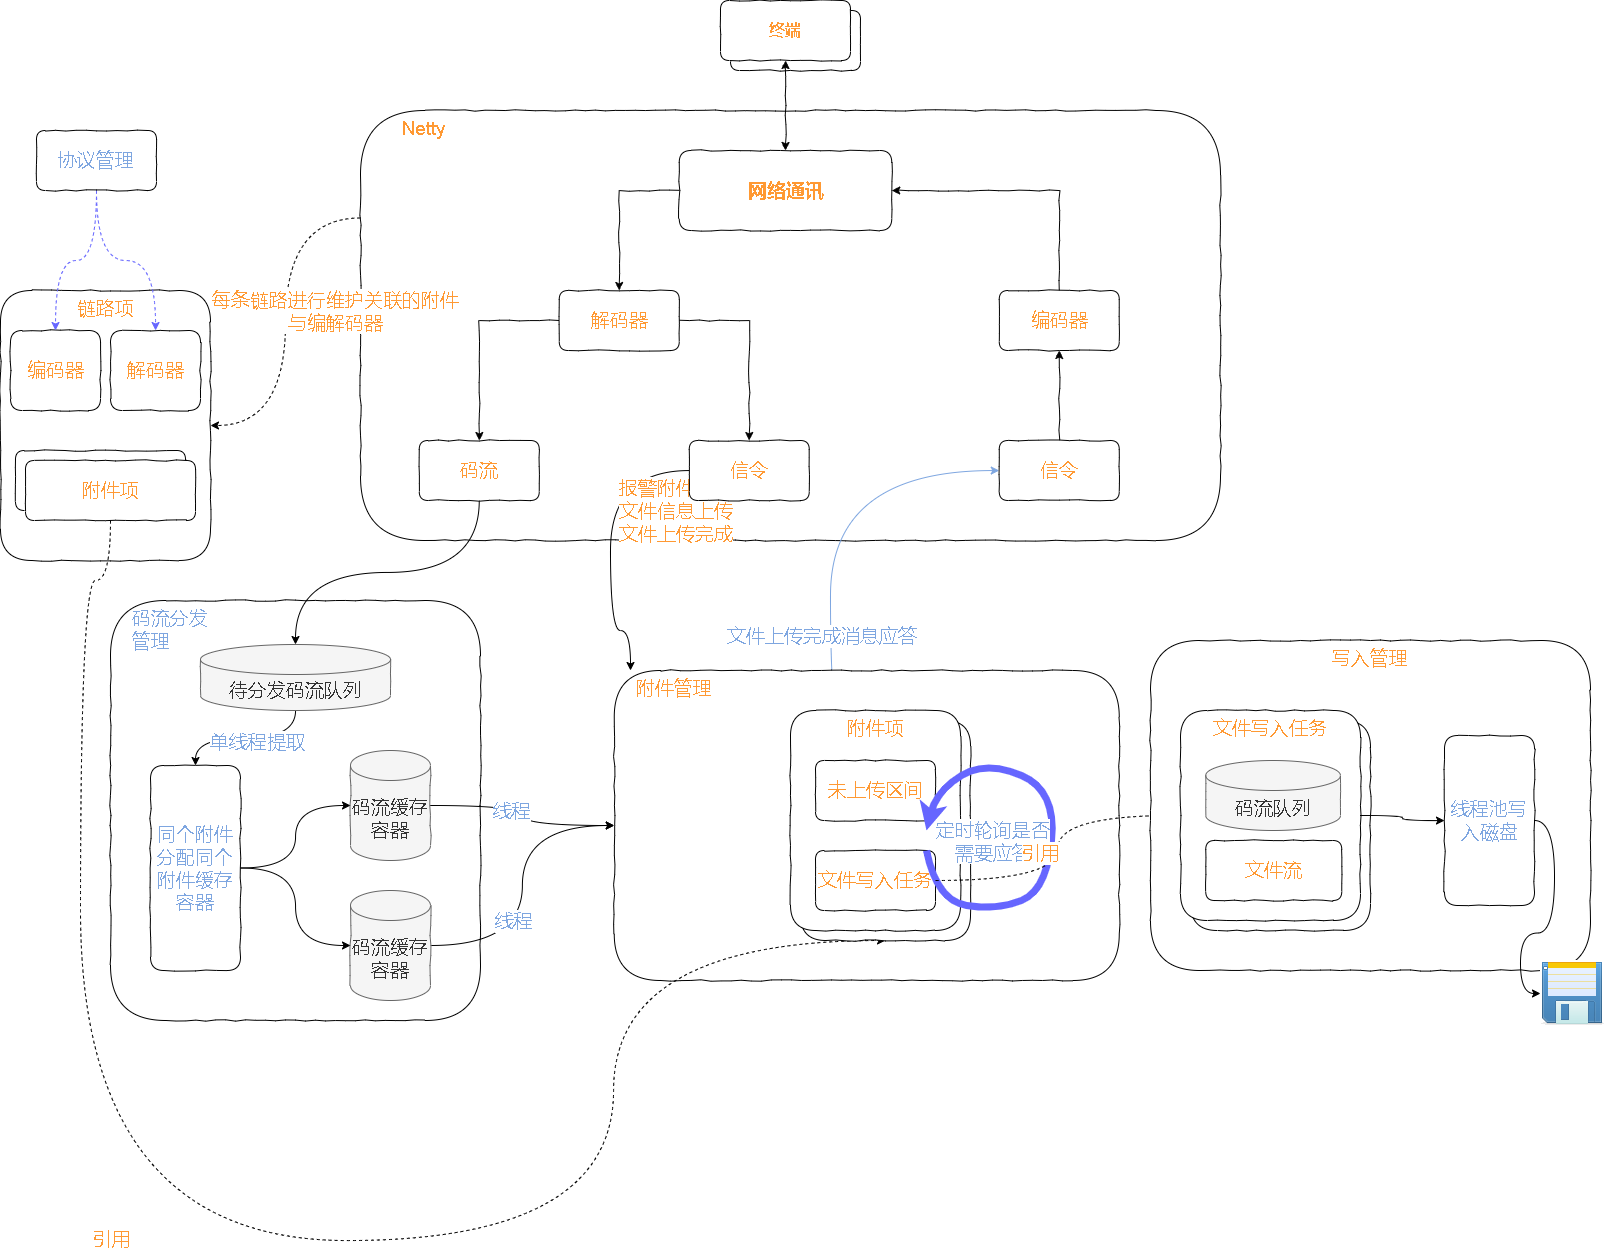 终端
Netty
网络通讯
协议管理
链路项
编码器
解码器
附件项
每条链路进行维护关联的附件
与编解码器
解码器
编码器
码流
信令
信令
报警附件
文件信息上传
文件上传完成
码流分发
管理
待分发码流队列
单线程提取
同个附件
分配同个
附件缓存
容器
码流缓存
容器
码流缓存
容器
线程
线程
文件上传完成消息应答
附件管理
附件项
未上传区间
文件写入任务
定时轮询是否
需要应答
引用
写入管理
文件写入任务
码流队列
文件流
线程池写
入磁盘
引用